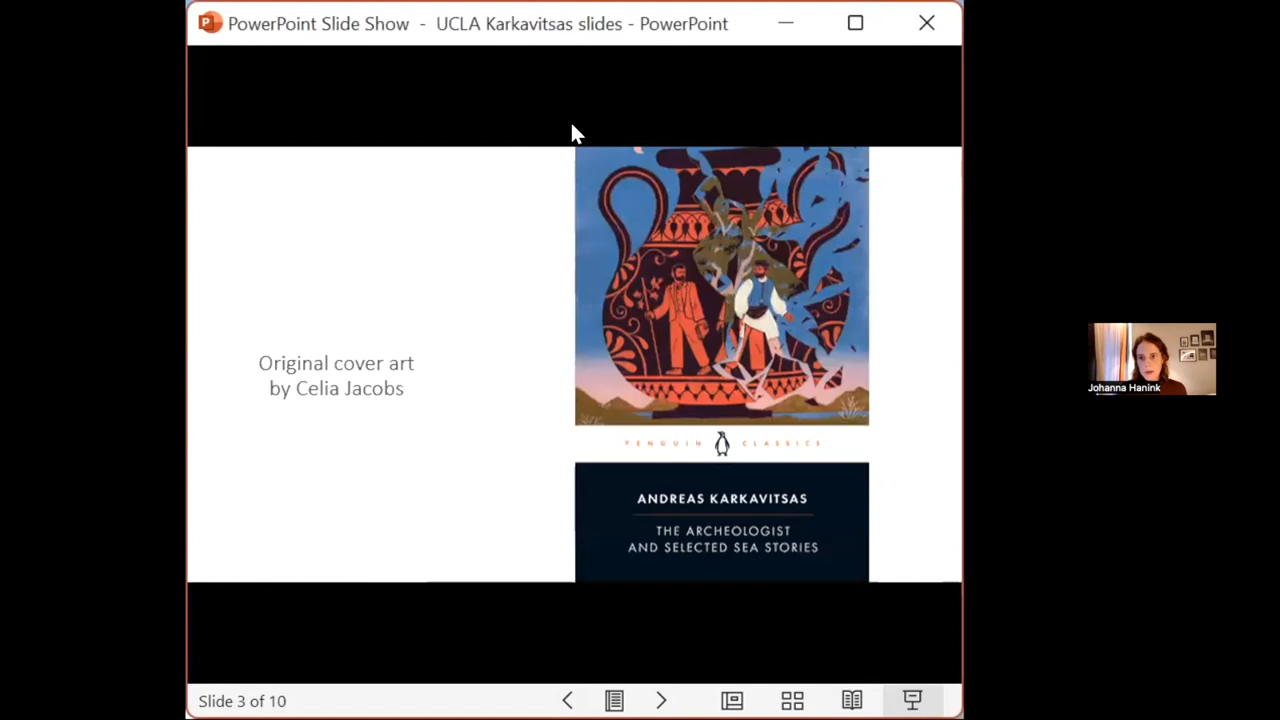 PowerPoint Slide Show - UCLA Karkavitsas slides - PowerPoint
Original cover art
by Celia Jacobs
PENGUIN CLASSICS
ANDREAS KARKAVITSAS
THE ARCHEOLOGIST
AND SELECTED SEA STORIES
Johanna Hanink
Slide 3 of 10